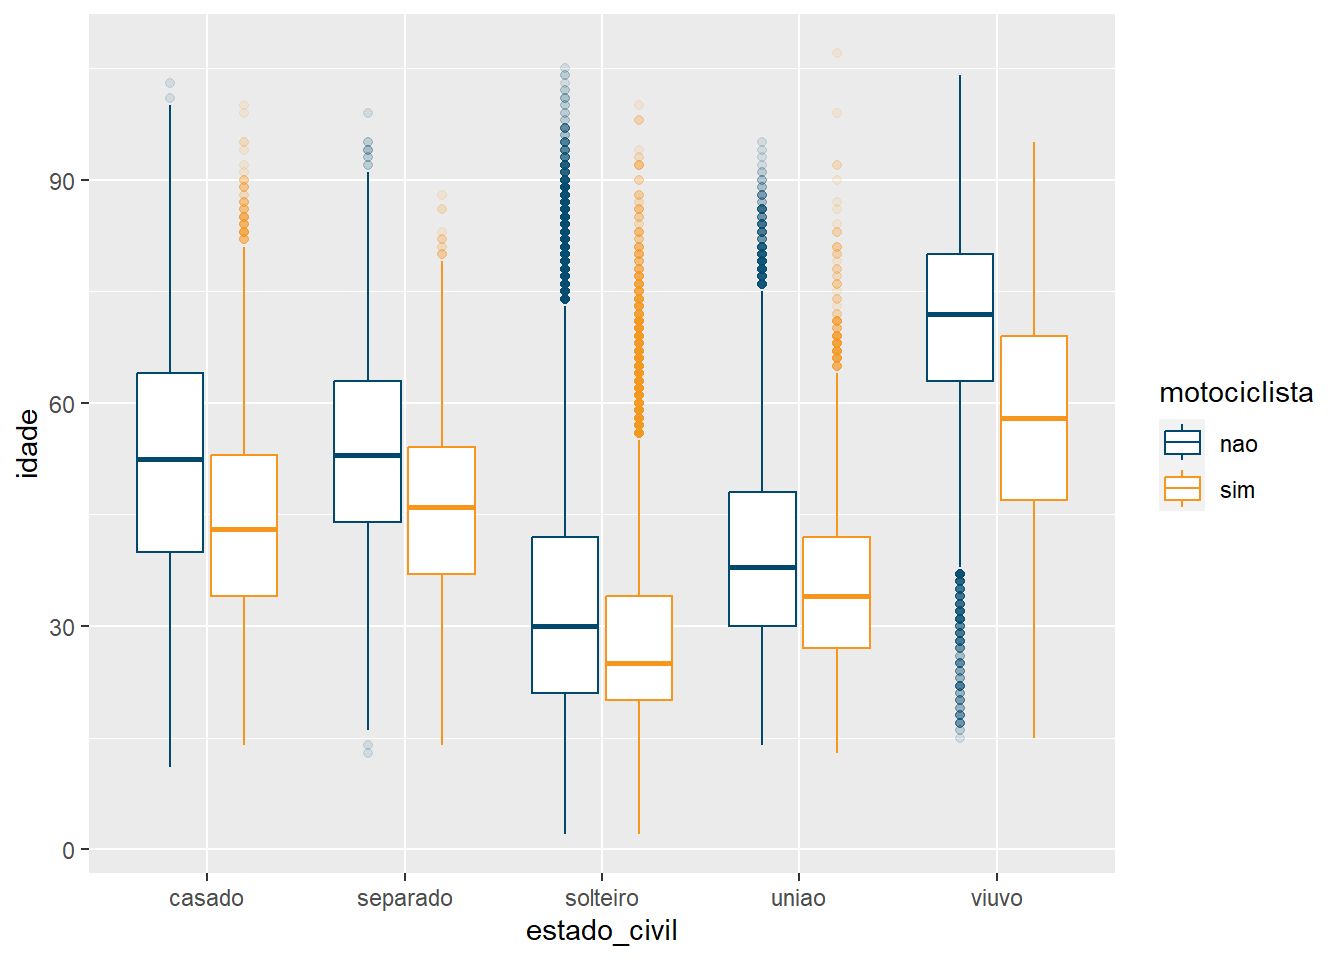 90
60
30
0
idade
casado separado solteiro uniao viuvo
estado_civil
motociclista
nao
sim